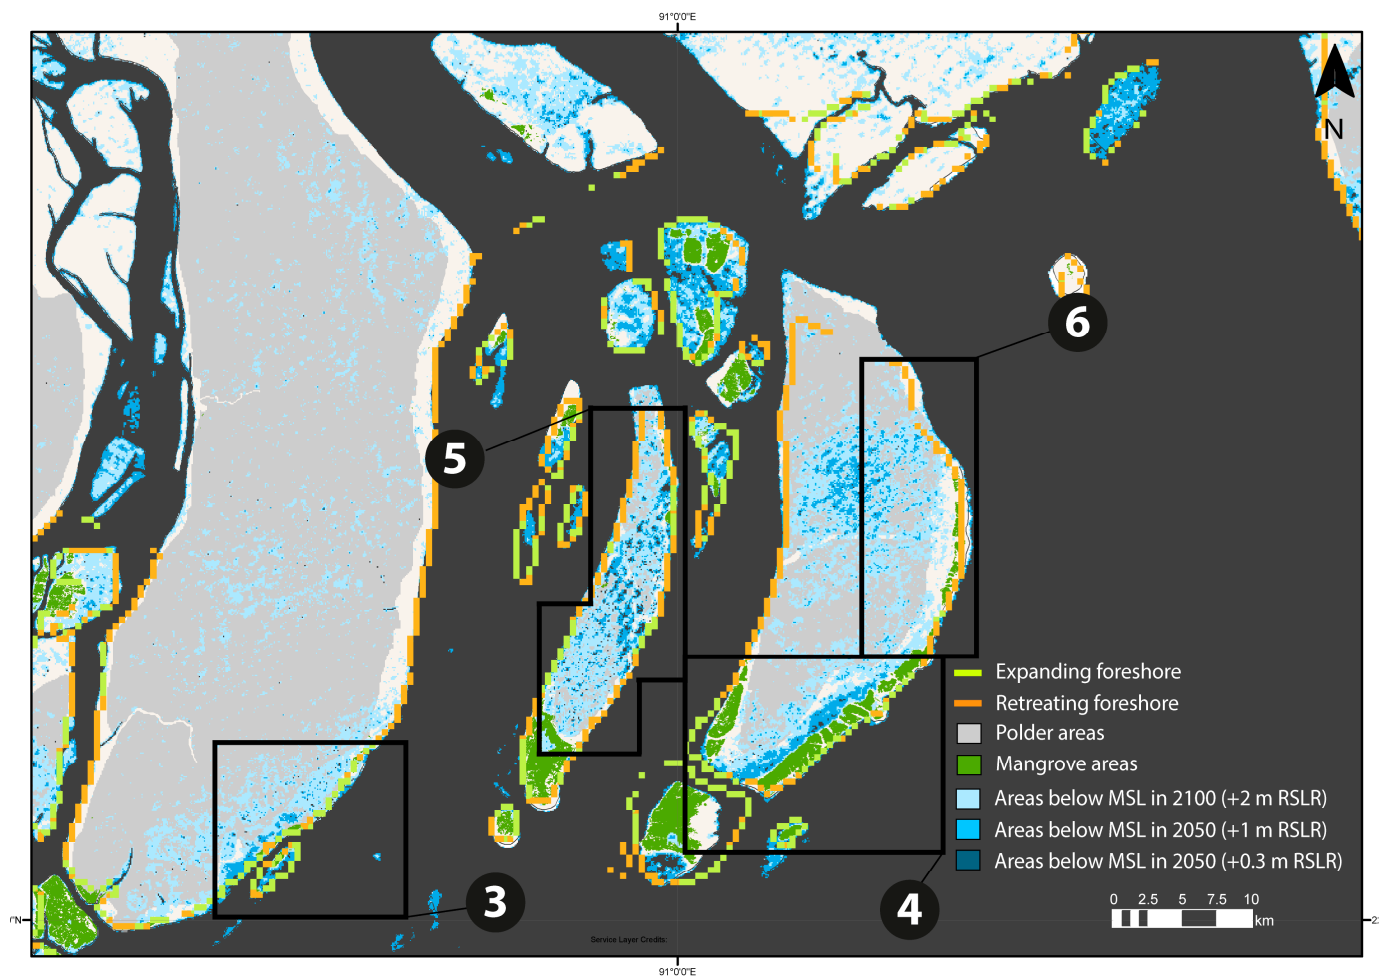 91°0'0"E
N
6
5
Expanding foreshore
Retreating foreshore
Polder areas
Mangrove areas
Areas below MSL in 2100 (+2 m RSLR)
Areas below MSL in 2050 (+1 m RSLR)
Areas below MSL in 2050 (+0.3 m RSLR)
3
4
0 2.5 5 7.5 10
km
Service Layer Credits:
91°0'0"E